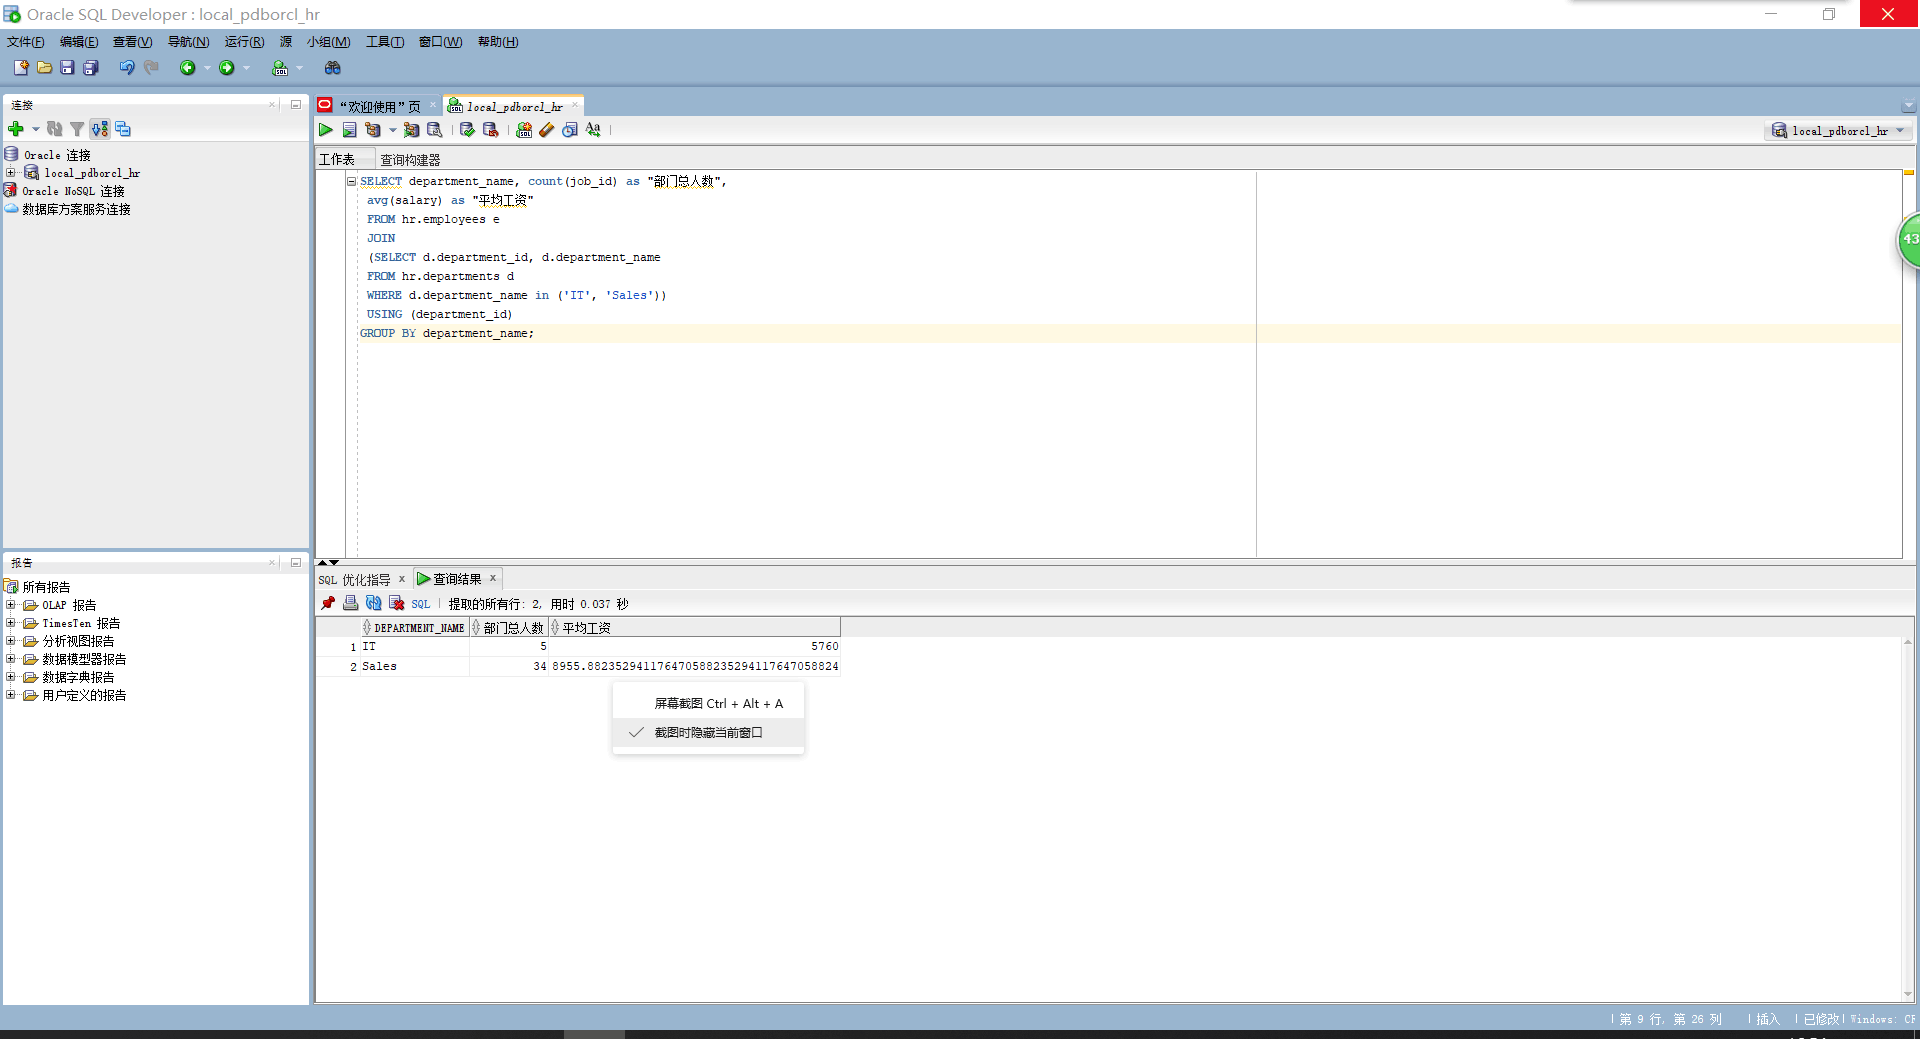 Oracle SQL Developer : local_pdborcl_hr
文件(F) 编辑(E) 查看(V) 导航(N) 运行(R) 源 小组(M) 工具(T) 窗口(W) 帮助(H)
连接
Oracle 连接
local_pdborcl_hr
Oracle NoSQL 连接
数据库方案服务连接
报告
所有报告
OLAP 报告
TimesTen 报告
分析视图报告
数据模型器报告
数据字典报告
用户定义的报告
“欢迎使用”页 local_pdborcl_hr
local_pdborcl_hr
工作表 查询构建器
SELECT department_name, count(job_id) as "部门总人数",
avg(salary) as "平均工资"
FROM hr.employees e
JOIN
(SELECT d.department_id, d.department_name
FROM hr.departments d
WHERE d.department_name in ('IT', 'Sales'))
USING (department_id)
GROUP BY department_name;
43
SQL 优化指导 查询结果
SQL 提取的所有行: 2, 用时 0.037 秒
DEPARTMENT_NAME 部门总人数 平均工资
1 IT 5 5760
2 Sales 34 8955.88235294117647058823529411764705882​4
屏幕截图 Ctrl + Alt + A
截图时隐藏当前窗口
第 9 行, 第 26 列 插入 已修改 Windows: CF